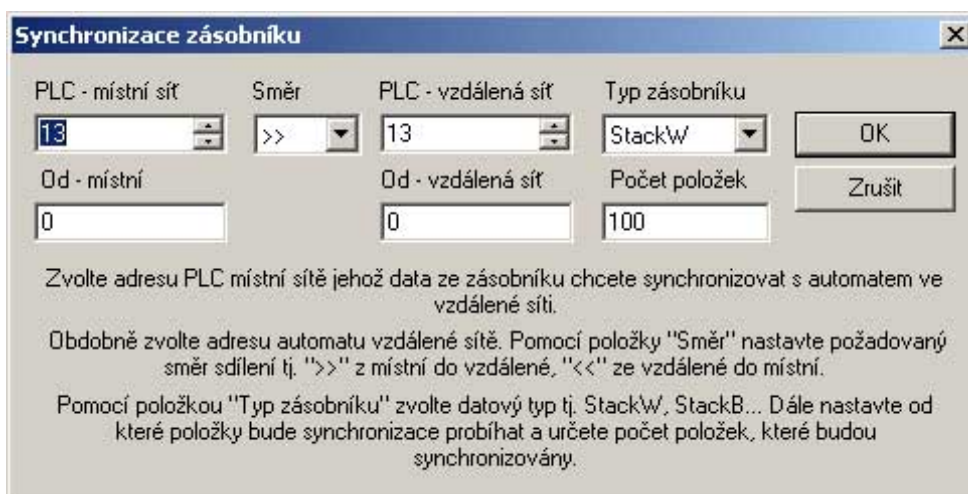 Synchronizace zásobníku
PLC - místní síť Směr PLC - vzdálená síť Typ zásobníku
13 >> 13 StackW OK
Od - místní Od - vzdálená síť Počet položek Zrušit
0 0 100
Zvolte adresu PLC místní sítě jehož data ze zásobníku chcete synchronizovat s automatem ve
vzdálené síti.
Obdobně zvolte adresu automatu vzdálené sítě. Pomocí položky "Směr" nastavte požadovaný
směr sdílení tj. ">>" z místní do vzdálené, "<<" ze vzdálené do místní.
Pomocí položkou "Typ zásobníku" zvolte datový typ tj. StackW, StackB... Dále nastavte od
které položky bude synchronizace probíhat a určete počet položek, které budou
synchronizovány.